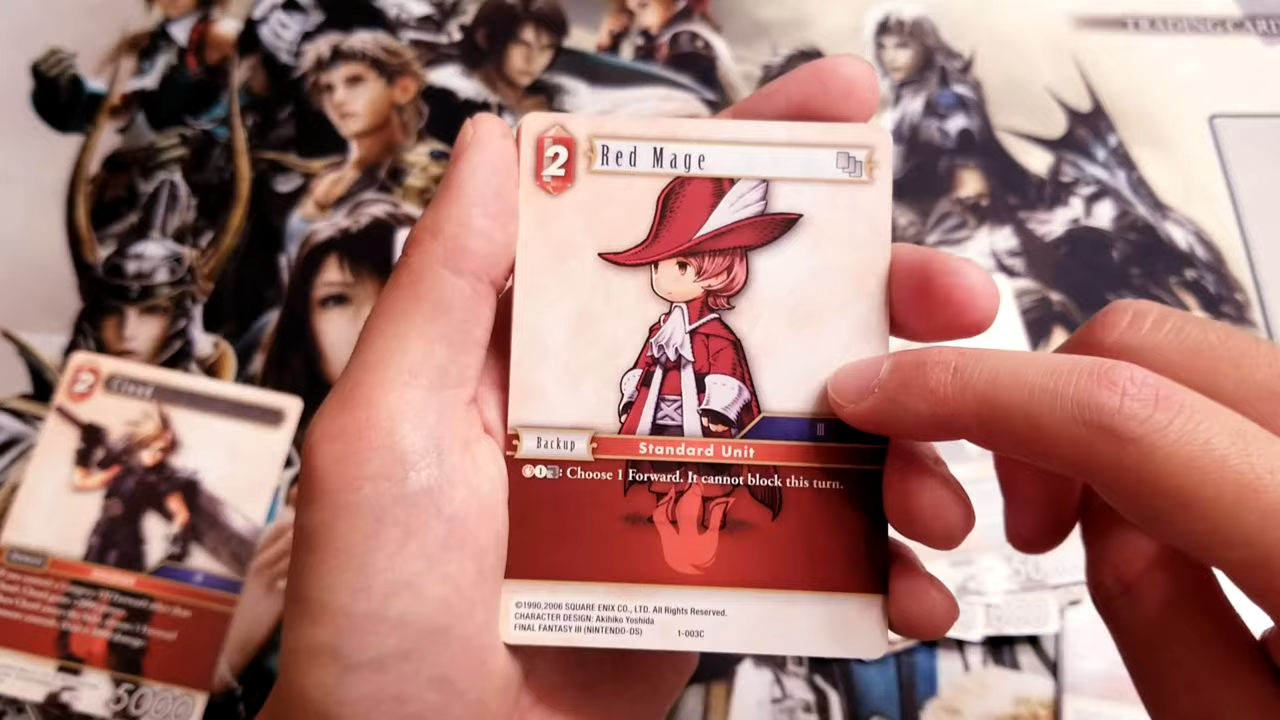 TRADING CARD
2
Red Mage
III
Backup
Standard Unit
1 : Choose 1 Forward. It cannot block this turn.
©1990,2006 SQUARE ENIX CO., LTD. All Rights Reserved.
CHARACTER DESIGN: Akihiko Yoshida
FINAL FANTASY III (NINTENDO-DS) 1-003C
2
Cloud
5000